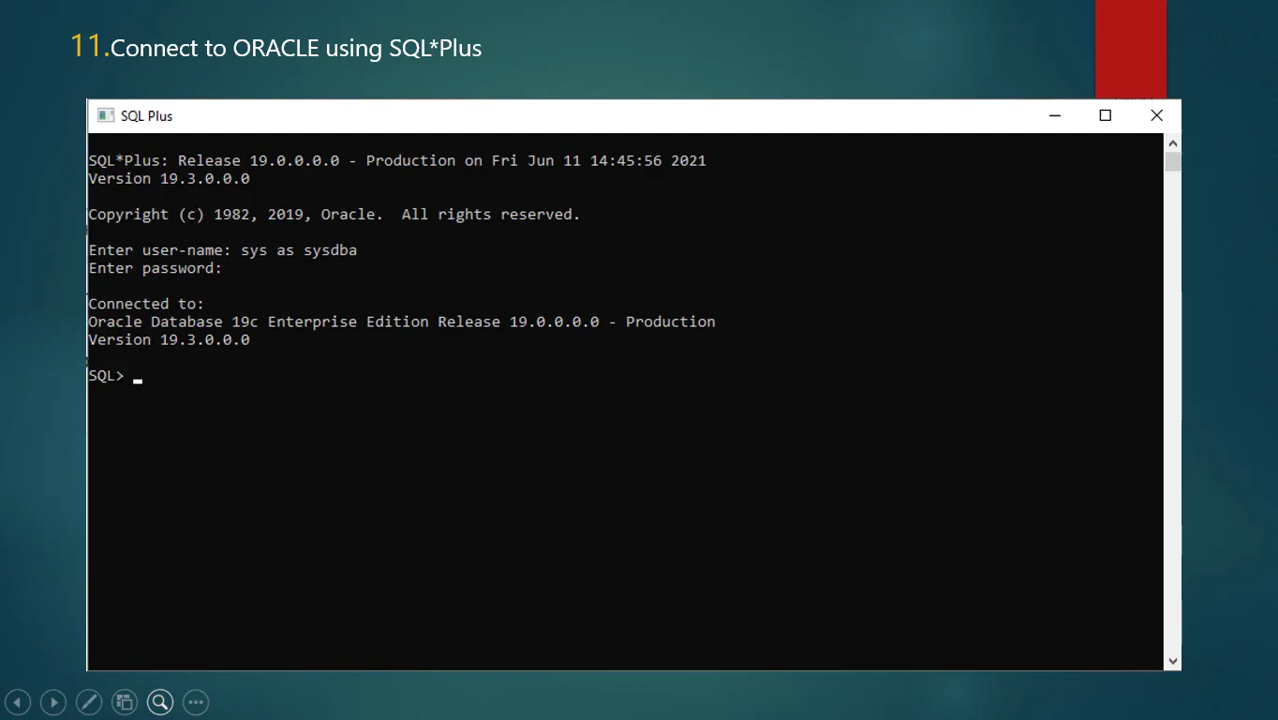 11.Connect to ORACLE using SQL*Plus
SQL Plus
SQL*Plus: Release 19.0.0.0.0 - Production on Fri Jun 11 14:45:56 2021
Version 19.3.0.0.0
Copyright (c) 1982, 2019, Oracle.  All rights reserved.
Enter user-name: sys as sysdba
Enter password:
Connected to:
Oracle Database 19c Enterprise Edition Release 19.0.0.0.0 - Production
Version 19.3.0.0.0
SQL> _